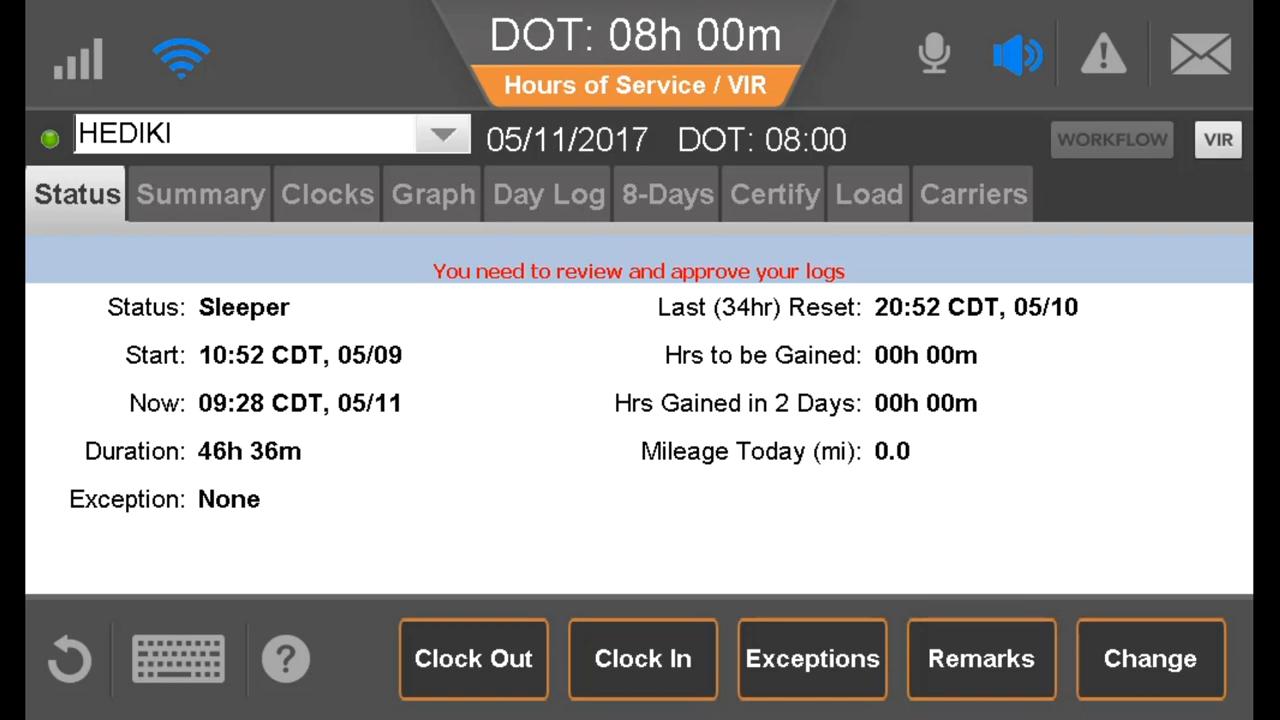 DOT: 08h 00m
Hours of Service / VIR
HEDIKI
05/11/2017 DOT: 08:00
WORKFLOW
VIR
Status Summary Clocks Graph Day Log 8-Days Certify Load Carriers
You need to review and approve your logs
Status: Sleeper
Last (34hr) Reset: 20:52 CDT, 05/10
Start: 10:52 CDT, 05/09
Hrs to be Gained: 00h 00m
Now: 09:28 CDT, 05/11
Hrs Gained in 2 Days: 00h 00m
Duration: 46h 36m
Mileage Today (mi): 0.0
Exception: None
?
Clock Out
Clock In
Exceptions
Remarks
Change